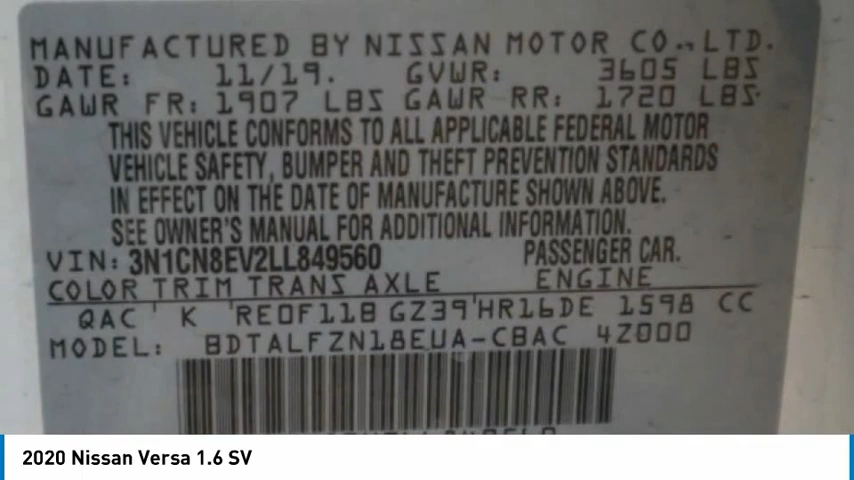 MANUFACTURED BY NISSAN MOTOR CO., LTD.
DATE: 11/19. GVWR: 3605 LBS
GAWR FR: 1907 LBS GAWR RR: 1720 LBS
THIS VEHICLE CONFORMS TO ALL APPLICABLE FEDERAL MOTOR
VEHICLE SAFETY, BUMPER AND THEFT PREVENTION STANDARDS
IN EFFECT ON THE DATE OF MANUFACTURE SHOWN ABOVE.
SEE OWNER'S MANUAL FOR ADDITIONAL INFORMATION.
VIN: 3N1CN8EV2LL849560 PASSENGER CAR.
COLOR TRIM TRANS AXLE ENGINE
QAC K RE0F11B GZ39 HR16DE 1598 CC
MODEL: BDTALFZN18EUA-CBAC 4Z000
2020 Nissan Versa 1.6 SV